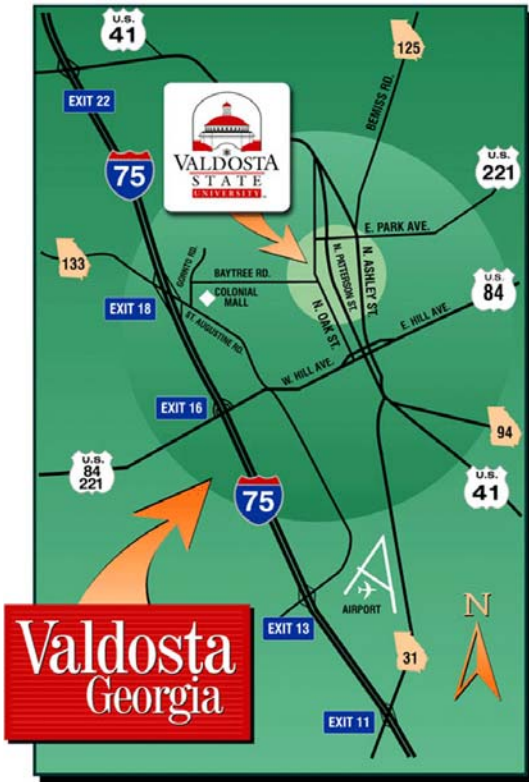 U.S.
41
125
EXIT 22
BEMISS RD.
VALDOSTA
STATE
UNIVERSITY
U.S.
221
75
E. PARK AVE.
133
GORNTO RD.
BAYTREE RD.
N. PATTERSON ST.
N. ASHLEY ST.
U.S.
84
COLONIAL
MALL
EXIT 18
ST. AUGUSTINE RD.
N. OAK ST.
E. HILL AVE.
W. HILL AVE.
EXIT 16
94
U.S.
84
221
U.S.
41
75
AIRPORT
N
EXIT 13
Valdosta
Georgia
31
EXIT 11